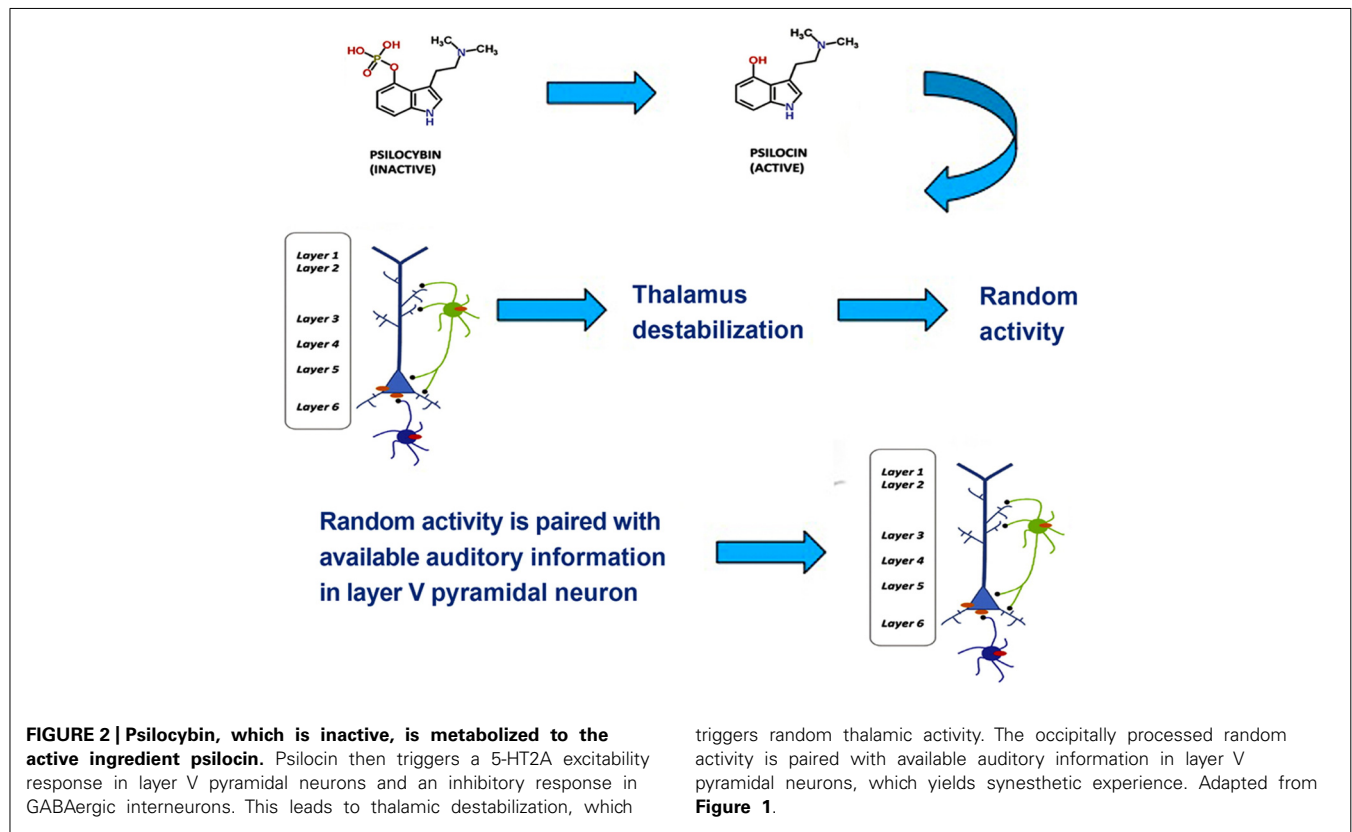 HO
OH
P
O
O
H₃C
N
CH₃
N
H
PSILOCYBIN
(INACTIVE)
OH
H₃C
N
CH₃
N
H
PSILOCIN
(ACTIVE)
Layer 1
Layer 2
Layer 3
Layer 4
Layer 5
Layer 6
Thalamus
destabilization
Random
activity
Random activity is paired with
available auditory information
in layer V pyramidal neuron
Layer 1
Layer 2
Layer 3
Layer 4
Layer 5
Layer 6
FIGURE 2 | Psilocybin, which is inactive, is metabolized to the
active ingredient psilocin. Psilocin then triggers a 5-HT2A excitability
response in layer V pyramidal neurons and an inhibitory response in
GABAergic interneurons. This leads to thalamic destabilization, which
triggers random thalamic activity. The occipitally processed random
activity is paired with available auditory information in layer V
pyramidal neurons, which yields synesthetic experience. Adapted from
Figure 1.